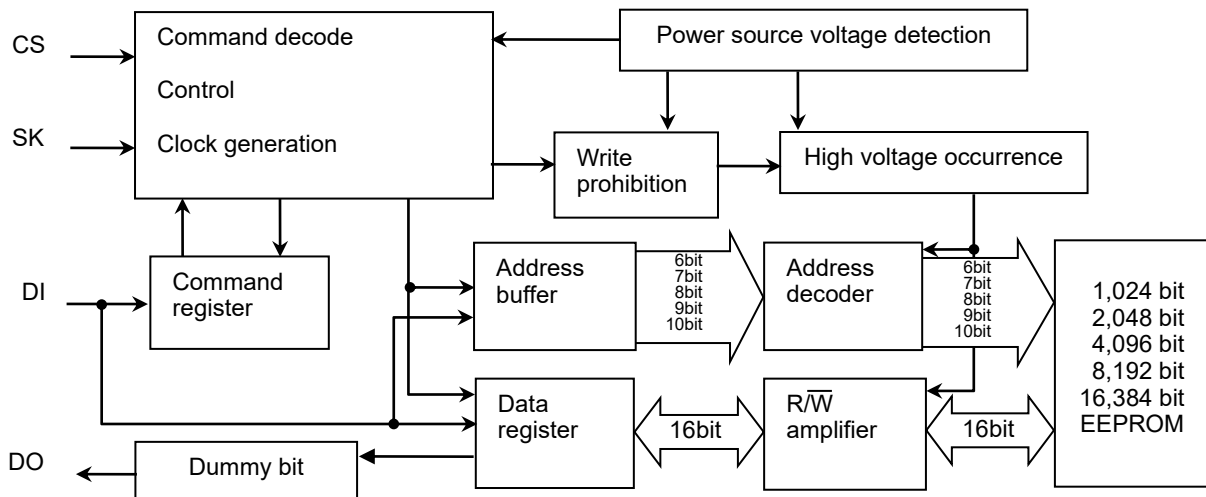 CS
Command decode
Control
Clock generation
SK
Power source voltage detection
Write
prohibition
High voltage occurrence
DI
Command
register
Address
buffer
6bit
7bit
8bit
9bit
10bit
Address
decoder
6bit
7bit
8bit
9bit
10bit
1,024 bit
2,048 bit
4,096 bit
8,192 bit
16,384 bit
EEPROM
Data
register
16bit
R/W̅
amplifier
16bit
DO
Dummy bit